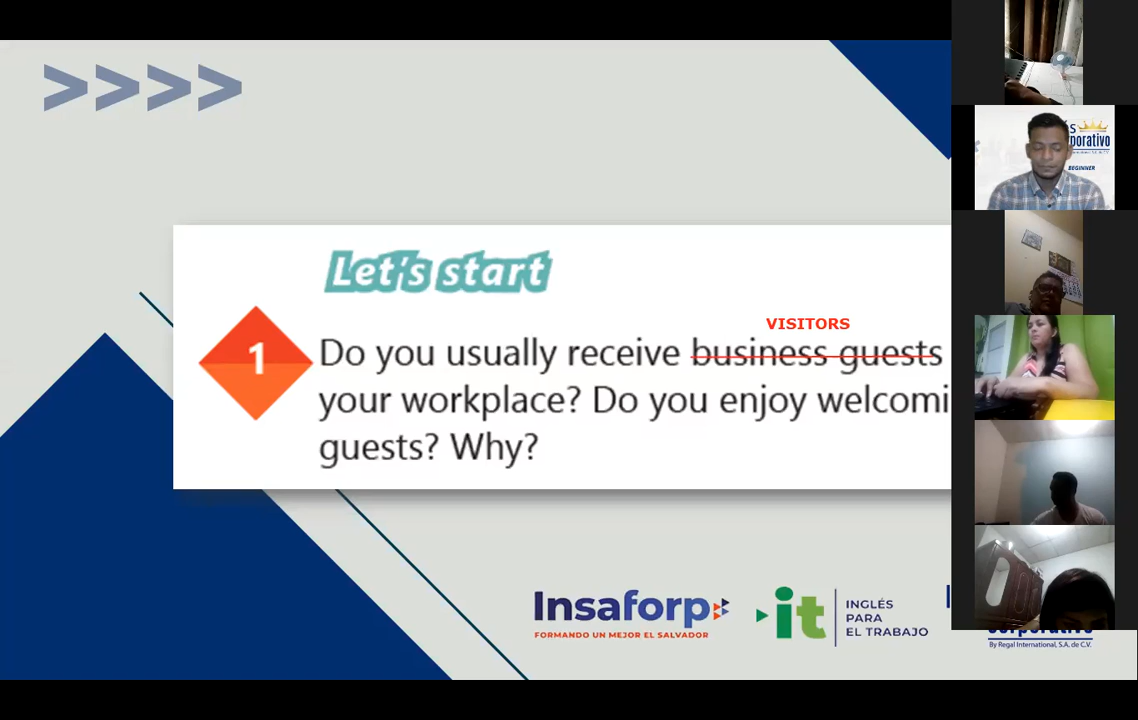 >>>>
Let's start
VISITORS
1
Do you usually receive business guests
your workplace? Do you enjoy welcomi
guests? Why?
Insaforp
FORMANDO UN MEJOR EL SALVADOR
it
INGLÉS
PARA
EL TRABAJO
By Regal International, S.A. de C.V.
BEGINNER